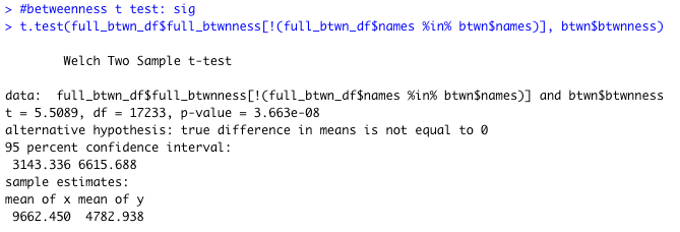 > #betweenness t test: sig
> t.test(full_btwn_df$full_btwnness[!(full_btwn_df$names %in% btwn$names)], btwn$btwnness)
Welch Two Sample t-test
data:  full_btwn_df$full_btwnness[!(full_btwn_df$names %in% btwn$names)] and btwn$btwnness
t = 5.5089, df = 17233, p-value = 3.663e-08
alternative hypothesis: true difference in means is not equal to 0
95 percent confidence interval:
 3143.336 6615.688
sample estimates:
mean of x mean of y
 9662.450  4782.938